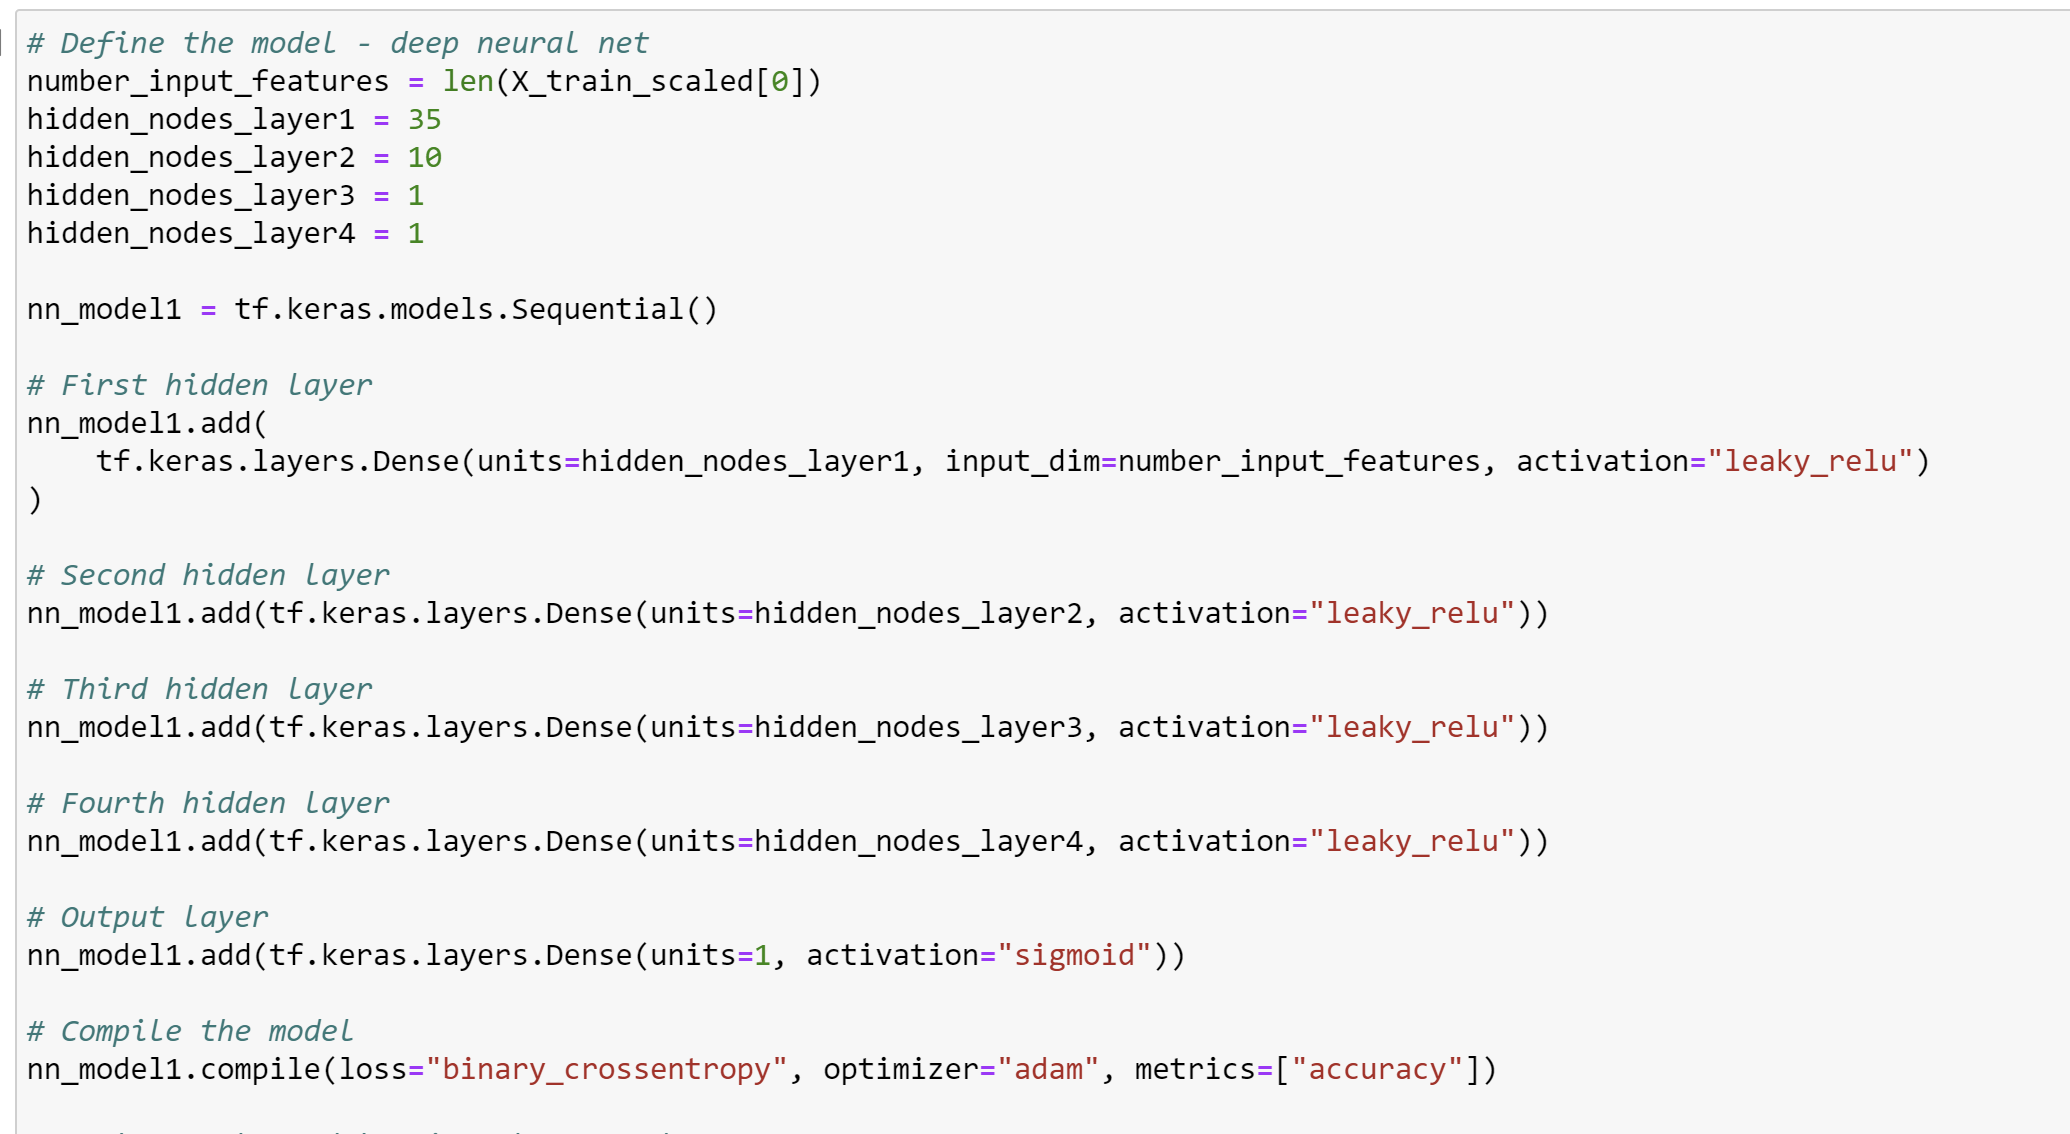 # Define the model - deep neural net
number_input_features = len(X_train_scaled[0])
hidden_nodes_layer1 = 35
hidden_nodes_layer2 = 10
hidden_nodes_layer3 = 1
hidden_nodes_layer4 = 1
nn_model1 = tf.keras.models.Sequential()
# First hidden layer
nn_model1.add(
    tf.keras.layers.Dense(units=hidden_nodes_layer1, input_dim=number_input_features, activation="leaky_relu")
)
# Second hidden layer
nn_model1.add(tf.keras.layers.Dense(units=hidden_nodes_layer2, activation="leaky_relu"))
# Third hidden layer
nn_model1.add(tf.keras.layers.Dense(units=hidden_nodes_layer3, activation="leaky_relu"))
# Fourth hidden layer
nn_model1.add(tf.keras.layers.Dense(units=hidden_nodes_layer4, activation="leaky_relu"))
# Output layer
nn_model1.add(tf.keras.layers.Dense(units=1, activation="sigmoid"))
# Compile the model
nn_model1.compile(loss="binary_crossentropy", optimizer="adam", metrics=["accuracy"])